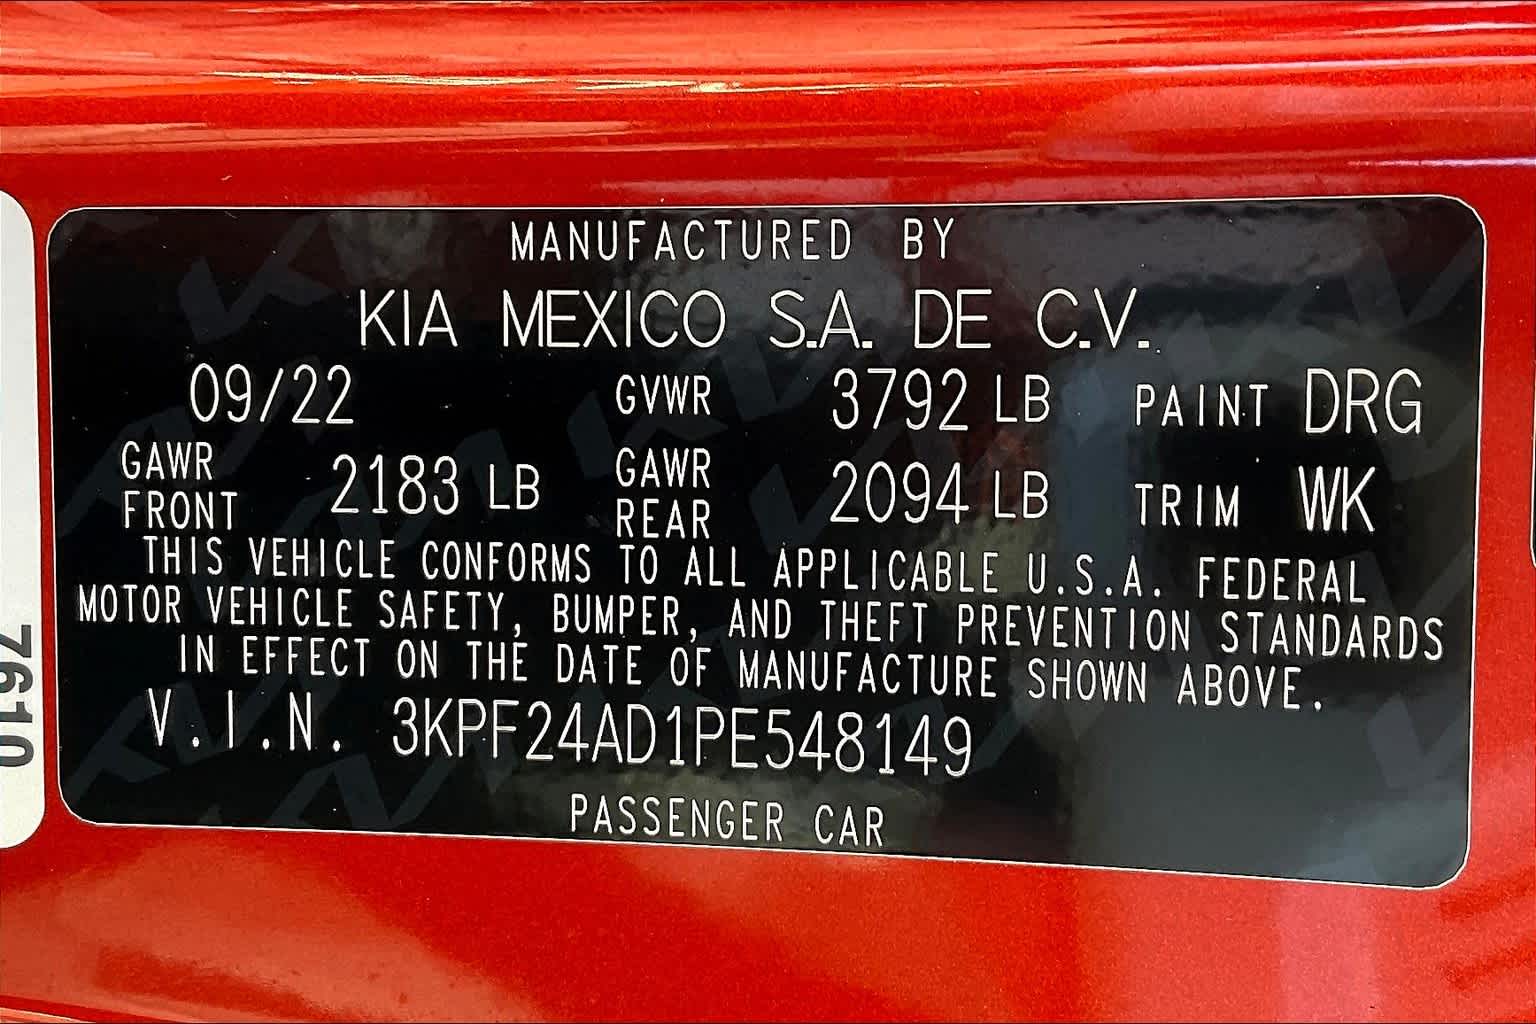 MANUFACTURED BY
KIA MEXICO S.A. DE C.V.
09/22 GVWR 3792 LB PAINT DRG
GAWR FRONT 2183 LB GAWR REAR 2094 LB TRIM WK
THIS VEHICLE CONFORMS TO ALL APPLICABLE U.S.A. FEDERAL
MOTOR VEHICLE SAFETY, BUMPER, AND THEFT PREVENTION STANDARDS
IN EFFECT ON THE DATE OF MANUFACTURE SHOWN ABOVE.
V.I.N. 3KPF24AD1PE548149
PASSENGER CAR
7610